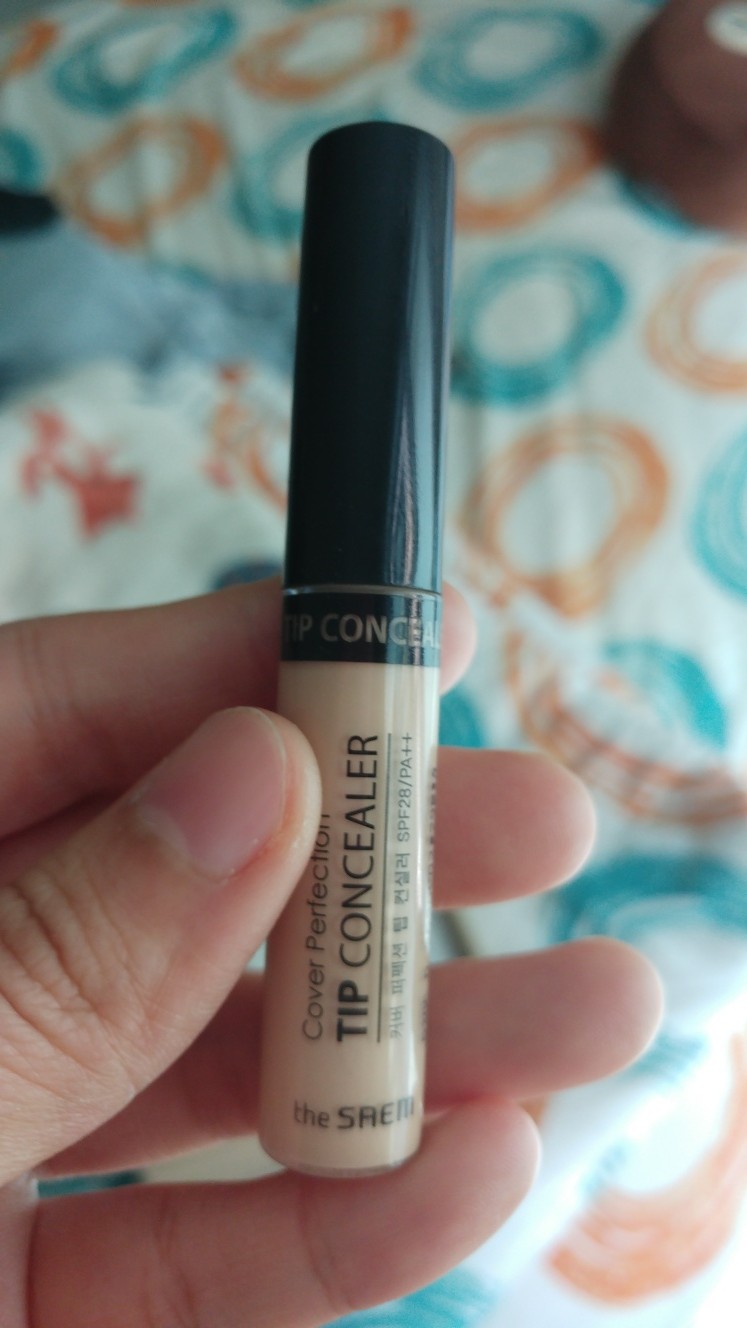 TIP CONCEAL
Cover Perfection
TIP CONCEALER
커버 퍼펙션 팁 컨실러 SPF28/PA++
the SAEM